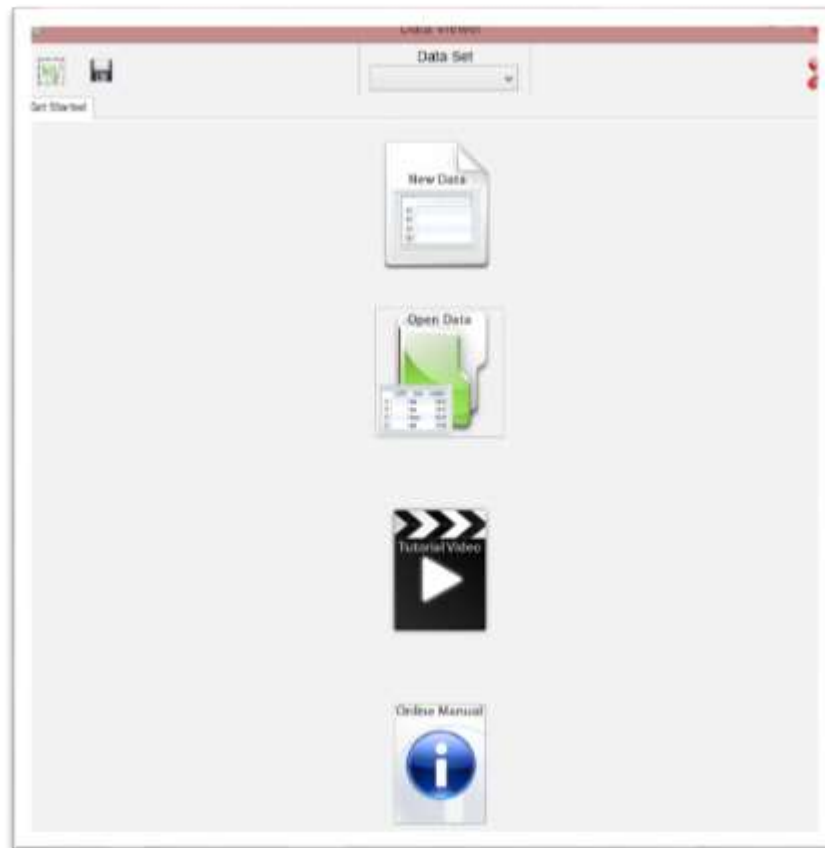 Data Viewer
Data Set
Get Started
New Data
Open Data
Tutorial Video
Online Manual